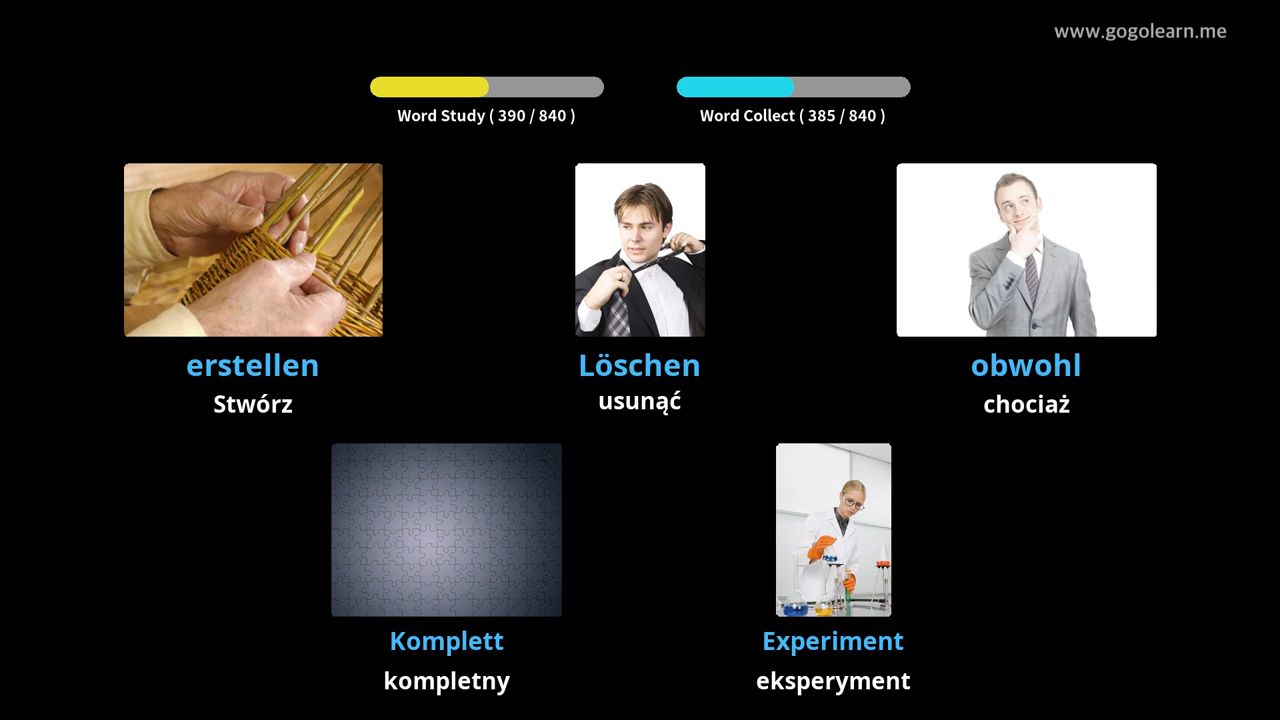 www.gogolearn.me
Word Study ( 390 / 840 )
Word Collect ( 385 / 840 )
erstellen
Stwórz
Löschen
usunąć
obwohl
chociaż
Komplett
kompletny
Experiment
eksperyment